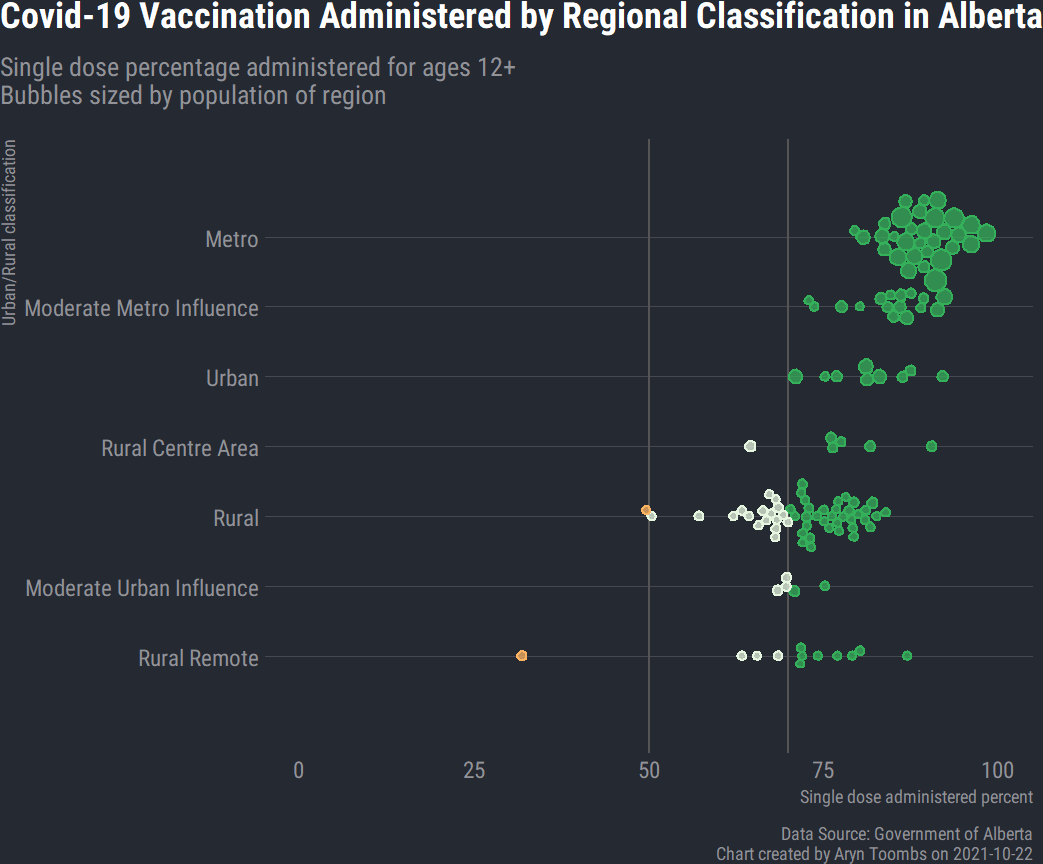 Covid-19 Vaccination Administered by Regional Classification in Alberta
Single dose percentage administered for ages 12+
Bubbles sized by population of region
Urban/Rural classification
Metro
Moderate Metro Influence
Urban
Rural Centre Area
Rural
Moderate Urban Influence
Rural Remote
0 25 50 75 100
Single dose administered percent
Data Source: Government of Alberta
Chart created by Aryn Toombs on 2021-10-22